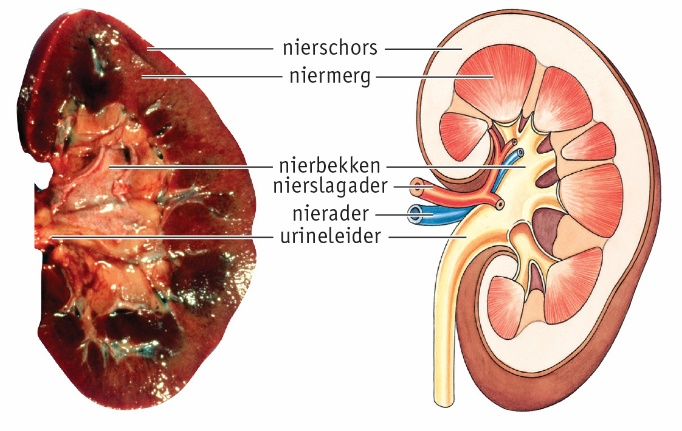 nierschors
niermerg
nierbekken
nierslagader
nierader
urineleider